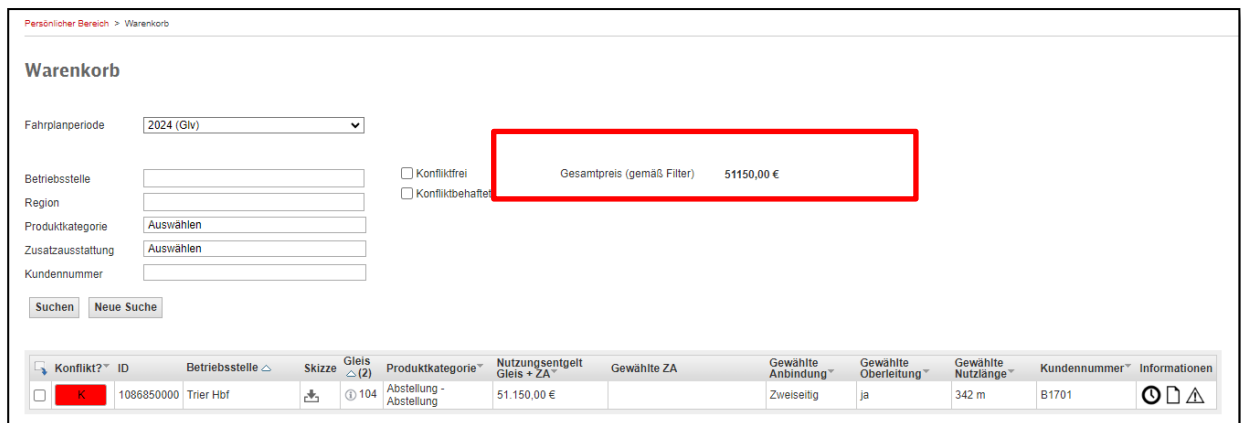 Persönlicher Bereich > Warenkorb
Warenkorb
Fahrplanperiode 2024 (Glv)
Betriebsstelle
Konfliktfrei Gesamtpreis (gemäß Filter) 51150,00 €
Region
Konfliktbehaftet
Produktkategorie Auswählen
Zusatzausstattung Auswählen
Kundennummer
Suchen Neue Suche
Konflikt? ID Betriebsstelle Skizze Gleis (2) Produktkategorie Nutzungsentgelt Gleis + ZA Gewählte ZA Gewählte Anbindung Gewählte Oberleitung Gewählte Nutzlänge Kundennummer Informationen
K 1086850000 Trier Hbf 104 Abstellung - Abstellung 51.150,00 € Zweiseitig ja 342 m B1701